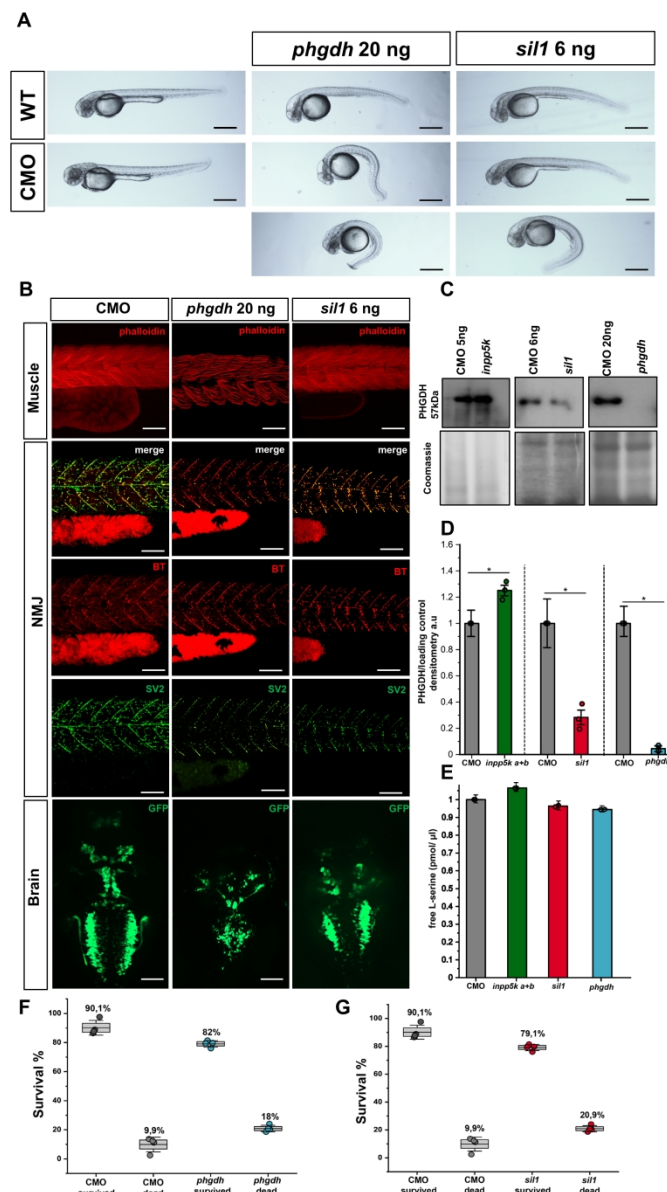 A
phgdh 20 ng
sil1 6 ng
WT
CMO
B
CMO
phgdh 20 ng
sil1 6 ng
Muscle
phalloidin
phalloidin
phalloidin
NMJ
merge
merge
merge
BT
BT
BT
SV2
SV2
SV2
Brain
GFP
GFP
GFP
C
CMO 5ng
inpp5k
CMO 6ng
sil1
CMO 20ng
phgdh
PHGDH
57kDa
Coomassie
D
PHGDH/loading control
densitometry a.u
1.6
1.4
1.2
1.0
0.8
0.6
0.4
0.2
0
*
*
*
CMO
inpp5k a+b
CMO
sil1
CMO
E
free L-serine (pmol/ µl)
1
0.9
0.8
0.7
0.6
0.5
0.4
0.3
0.2
0.1
0
CMO
inpp5k a+b
sil1
phgdh
F
Survival %
100
80
60
40
20
0
90,1%
9,9%
82%
18%
CMO
CMO dead
phgdh
survived
phgdh
dead
G
Survival %
100
80
60
40
20
0
90,1%
9,9%
79,1%
20,9%
CMO
CMO
dead
sil1
survived
sil1
dead